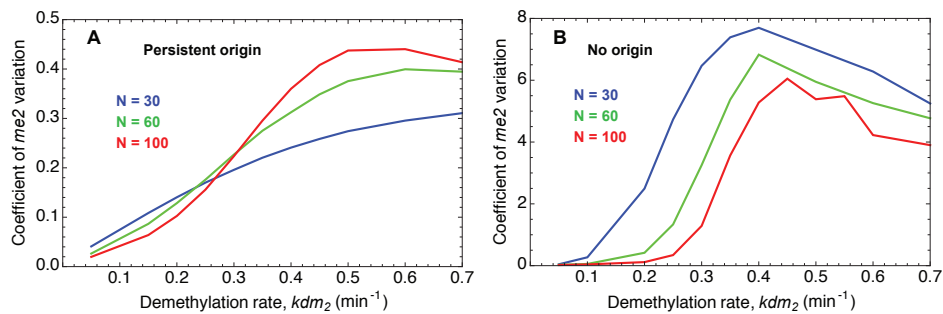 A
Persistent origin
N = 30
N = 60
N = 100
Coefficient of me2 variation
0.5
0.4
0.3
0.2
0.1
0.0
0.1 0.2 0.3 0.4 0.5 0.6 0.7
Demethylation rate, kdm₂ (min⁻¹)
B
No origin
N = 30
N = 60
N = 100
Coefficient of me2 variation
8
6
4
2
0
0.1 0.2 0.3 0.4 0.5 0.6 0.7
Demethylation rate, kdm₂ (min⁻¹)